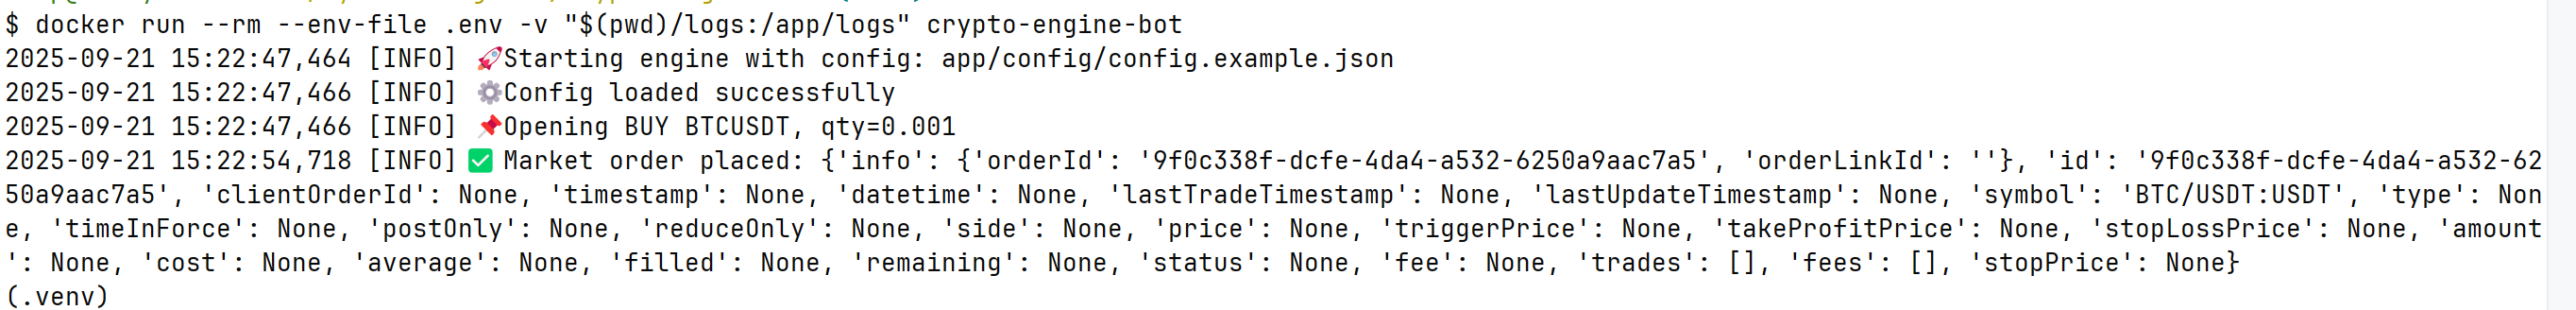 $ docker run --rm --env-file .env -v "$(pwd)/logs:/app/logs" crypto-engine-bot
2025-09-21 15:22:47,464 [INFO] 🚀Starting engine with config: app/config/config.example.json
2025-09-21 15:22:47,466 [INFO] ⚙️Config loaded successfully
2025-09-21 15:22:47,466 [INFO] 📌Opening BUY BTCUSDT, qty=0.001
2025-09-21 15:22:54,718 [INFO] ✅ Market order placed: {'info': {'orderId': '9f0c338f-dcfe-4da4-a532-6250a9aac7a5', 'orderLinkId': ''}, 'id': '9f0c338f-dcfe-4da4-a532-62
50a9aac7a5', 'clientOrderId': None, 'timestamp': None, 'datetime': None, 'lastTradeTimestamp': None, 'lastUpdateTimestamp': None, 'symbol': 'BTC/USDT:USDT', 'type': Non
e, 'timeInForce': None, 'postOnly': None, 'reduceOnly': None, 'side': None, 'price': None, 'triggerPrice': None, 'takeProfitPrice': None, 'stopLossPrice': None, 'amount
': None, 'cost': None, 'average': None, 'filled': None, 'remaining': None, 'status': None, 'fee': None, 'trades': [], 'fees': [], 'stopPrice': None}
(.venv)